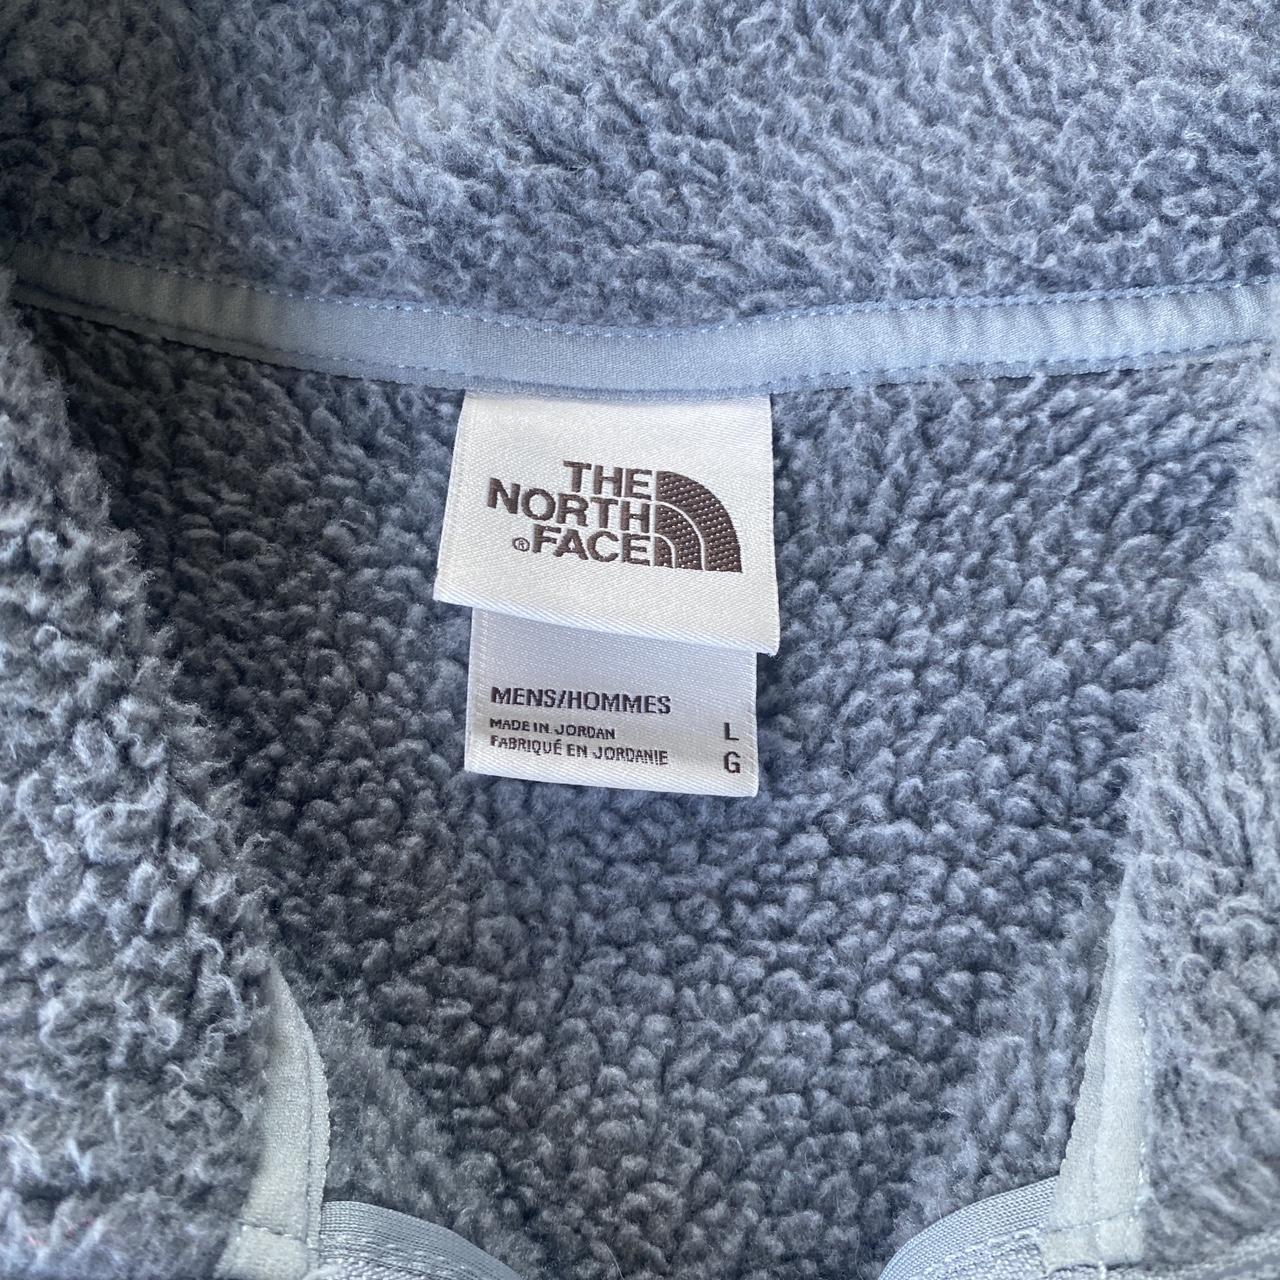 THE
NORTH
®FACE
MENS/HOMMES
MADE IN JORDAN L
FABRIQUÉ EN JORDANIE G